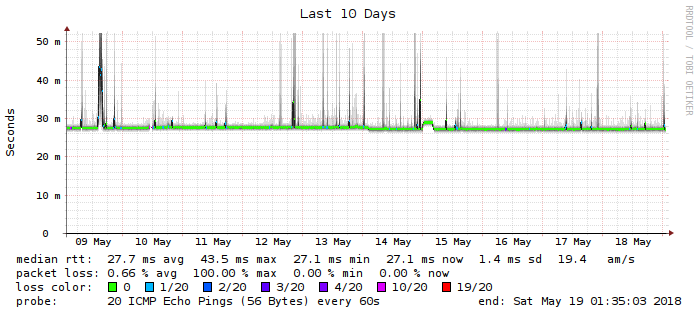 Last 10 Days
RRDTOOL / TOBI OETIKER
Seconds
50 m
40 m
30 m
20 m
10 m
0
09 May 10 May 11 May 12 May 13 May 14 May 15 May 16 May 17 May 18 May
median rtt: 27.7 ms avg 43.5 ms max 27.1 ms min 27.1 ms now 1.4 ms sd 19.4 am/s
packet loss: 0.66 % avg 100.00 % max 0.00 % min 0.00 % now
loss color: 0 1/20 2/20 3/20 4/20 10/20 19/20
probe: 20 ICMP Echo Pings (56 Bytes) every 60s end: Sat May 19 01:35:03 2018